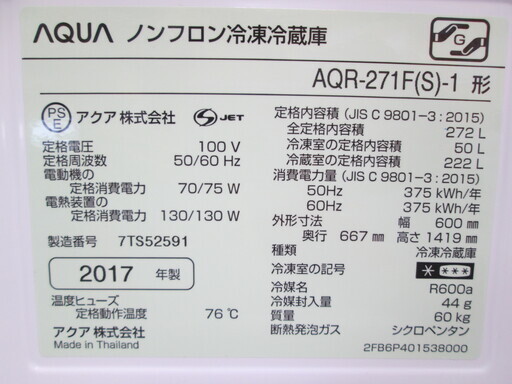 AQUA ノンフロン冷凍冷蔵庫
G
AQR-271F(S)-1 形
PS E アクア株式会社 S JET
定格電圧 100 V
定格周波数 50/60 Hz
電動機の
定格消費電力 70/75 W
電熱装置の
定格消費電力 130/130 W
製造番号 7TS52591
2017 年製
温度ヒューズ
定格動作温度 76℃
アクア株式会社
Made in Thailand
定格内容積 (JIS C 9801-3 : 2015)
全定格内容積 272 L
冷凍室の定格内容積 50 L
冷蔵室の定格内容積 222 L
消費電力量 (JIS C 9801-3 : 2015)
50Hz 375 kWh/年
60Hz 375 kWh/年
外形寸法 幅 600 mm
奥行 667 mm 高さ 1419 mm
種類 冷凍冷蔵庫
冷凍室の記号
冷媒名 R600a
冷媒封入量 44 g
質量 60 kg
断熱発泡ガス シクロペンタン
2FB6P401538000